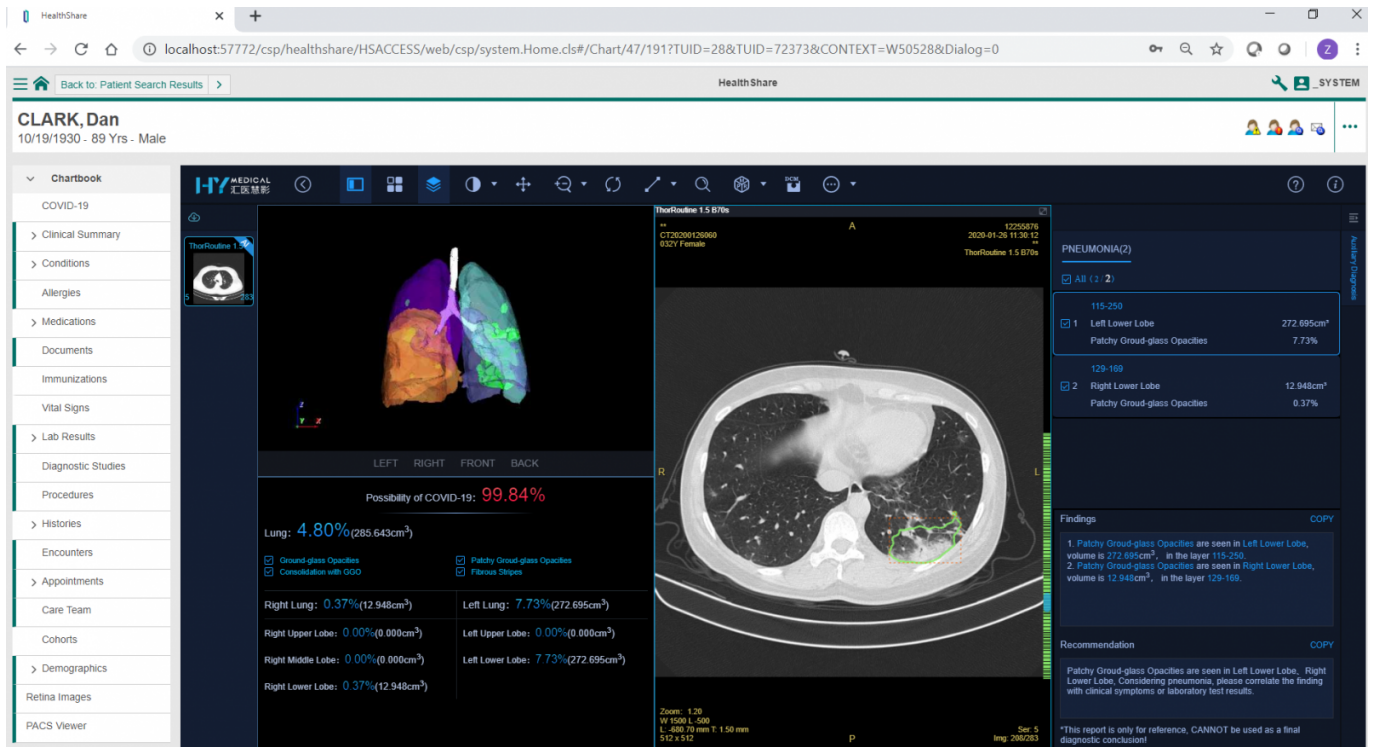 HealthShare
localhost:57772/csp/healthshare/HSACCESS/web/csp/system.Home.cls#/Chart/47/191?TUID=28&TUID=72373&CONTEXT=W50528&Dialog=0
Z
Back to: Patient Search Results
HealthShare
_SYSTEM
CLARK, Dan
10/19/1930 - 89 Yrs - Male
Chartbook
COVID-19
Clinical Summary
Conditions
Allergies
Medications
Documents
Immunizations
Vital Signs
Lab Results
Diagnostic Studies
Procedures
Histories
Encounters
Appointments
Care Team
Cohorts
Demographics
Retina Images
PACS Viewer
HY MEDICAL
汇医慧影
DCM
ThorRoutine 1.5
AI
5 283
z
y x
LEFT RIGHT FRONT BACK
Possibility of COVID-19: 99.84%
Lung: 4.80%(285.643cm³)
Ground-glass Opacities
Patchy Groud-glass Opacities
Consolidation with GGO
Fibrous Stripes
Right Lung: 0.37%(12.948cm³)
Left Lung: 7.73%(272.695cm³)
Right Upper Lobe: 0.00%(0.000cm³)
Left Upper Lobe: 0.00%(0.000cm³)
Right Middle Lobe: 0.00%(0.000cm³)
Left Lower Lobe: 7.73%(272.695cm³)
Right Lower Lobe: 0.37%(12.948cm³)
ThorRoutine 1.5 B70s
**
CT20200126060
032Y Female
A
12255876
2020-01-26 11:30:12
**
ThorRoutine 1.5 B70s
R
L
Zoom: 1.20
W 1500 L -500
L: -680.70 mm T: 1.50 mm
512 x 512
P
Ser: 5
Img: 208/283
PNEUMONIA(2)
All (2/2)
115-250
1 Left Lower Lobe 272.695cm³
Patchy Groud-glass Opacities 7.73%
129-169
2 Right Lower Lobe 12.948cm³
Patchy Groud-glass Opacities 0.37%
Auxiliary Diagnosis
Findings COPY
1. Patchy Groud-glass Opacities are seen in Left Lower Lobe,
volume is 272.695cm³, in the layer 115-250.
2. Patchy Groud-glass Opacities are seen in Right Lower Lobe,
volume is 12.948cm³, in the layer 129-169.
Recommendation COPY
Patchy Groud-glass Opacities are seen in Left Lower Lobe, Right
Lower Lobe, Considering pneumonia, please correlate the finding
with clinical symptoms or laboratory test results.
*This report is only for reference, CANNOT be used as a final
diagnostic conclusion!